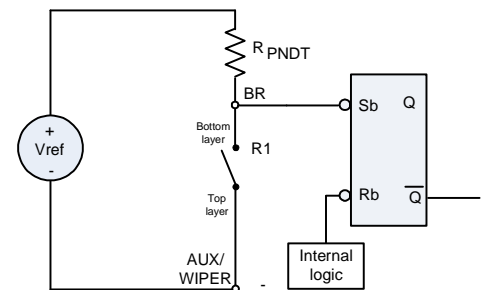 R PNDT
BR
Bottom
layer
R1
Top
layer
+
Vref
-
AUX/
WIPER
-
Sb
Q
Rb
Q
Internal
logic